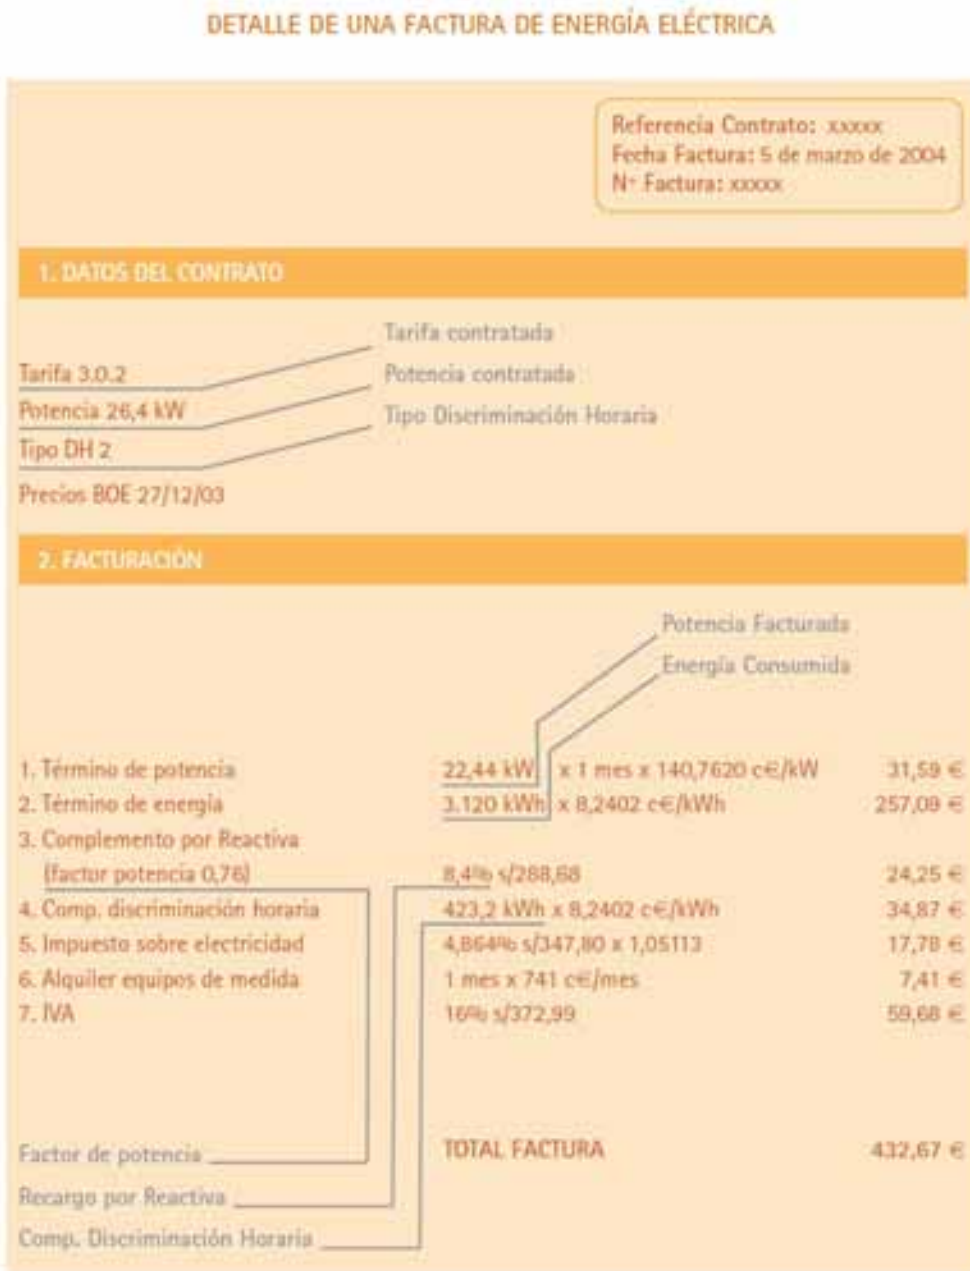 DETALLE DE UNA FACTURA DE ENERGÍA ELÉCTRICA
Referencia Contrato: xxxxx
Fecha Factura: 5 de marzo de 2004
Nº Factura: xxxxx
1. DATOS DEL CONTRATO
Tarifa contratada
Tarifa 3.0.2
Potencia contratada
Potencia 26,4 kW
Tipo Discriminación Horaria
Tipo DH 2
Precios BOE 27/12/03
2. FACTURACIÓN
Potencia Facturada
Energía Consumida
1. Término de potencia 22,44 kW x 1 mes x 140,7620 c€/kW 31,59 €
2. Término de energía 3.120 kWh x 8,2402 c€/kWh 257,09 €
3. Complemento por Reactiva
(factor potencia 0,76) 8,4% s/288,68 24,25 €
4. Comp. discriminación horaria 423,2 kWh x 8,2402 c€/kWh 34,87 €
5. Impuesto sobre electricidad 4,864% s/347,80 x 1,05113 17,78 €
6. Alquiler equipos de medida 1 mes x 741 c€/mes 7,41 €
7. IVA 16% s/372,99 59,68 €
Factor de potencia TOTAL FACTURA 432,67 €
Recargo por Reactiva
Comp. Discriminación Horaria